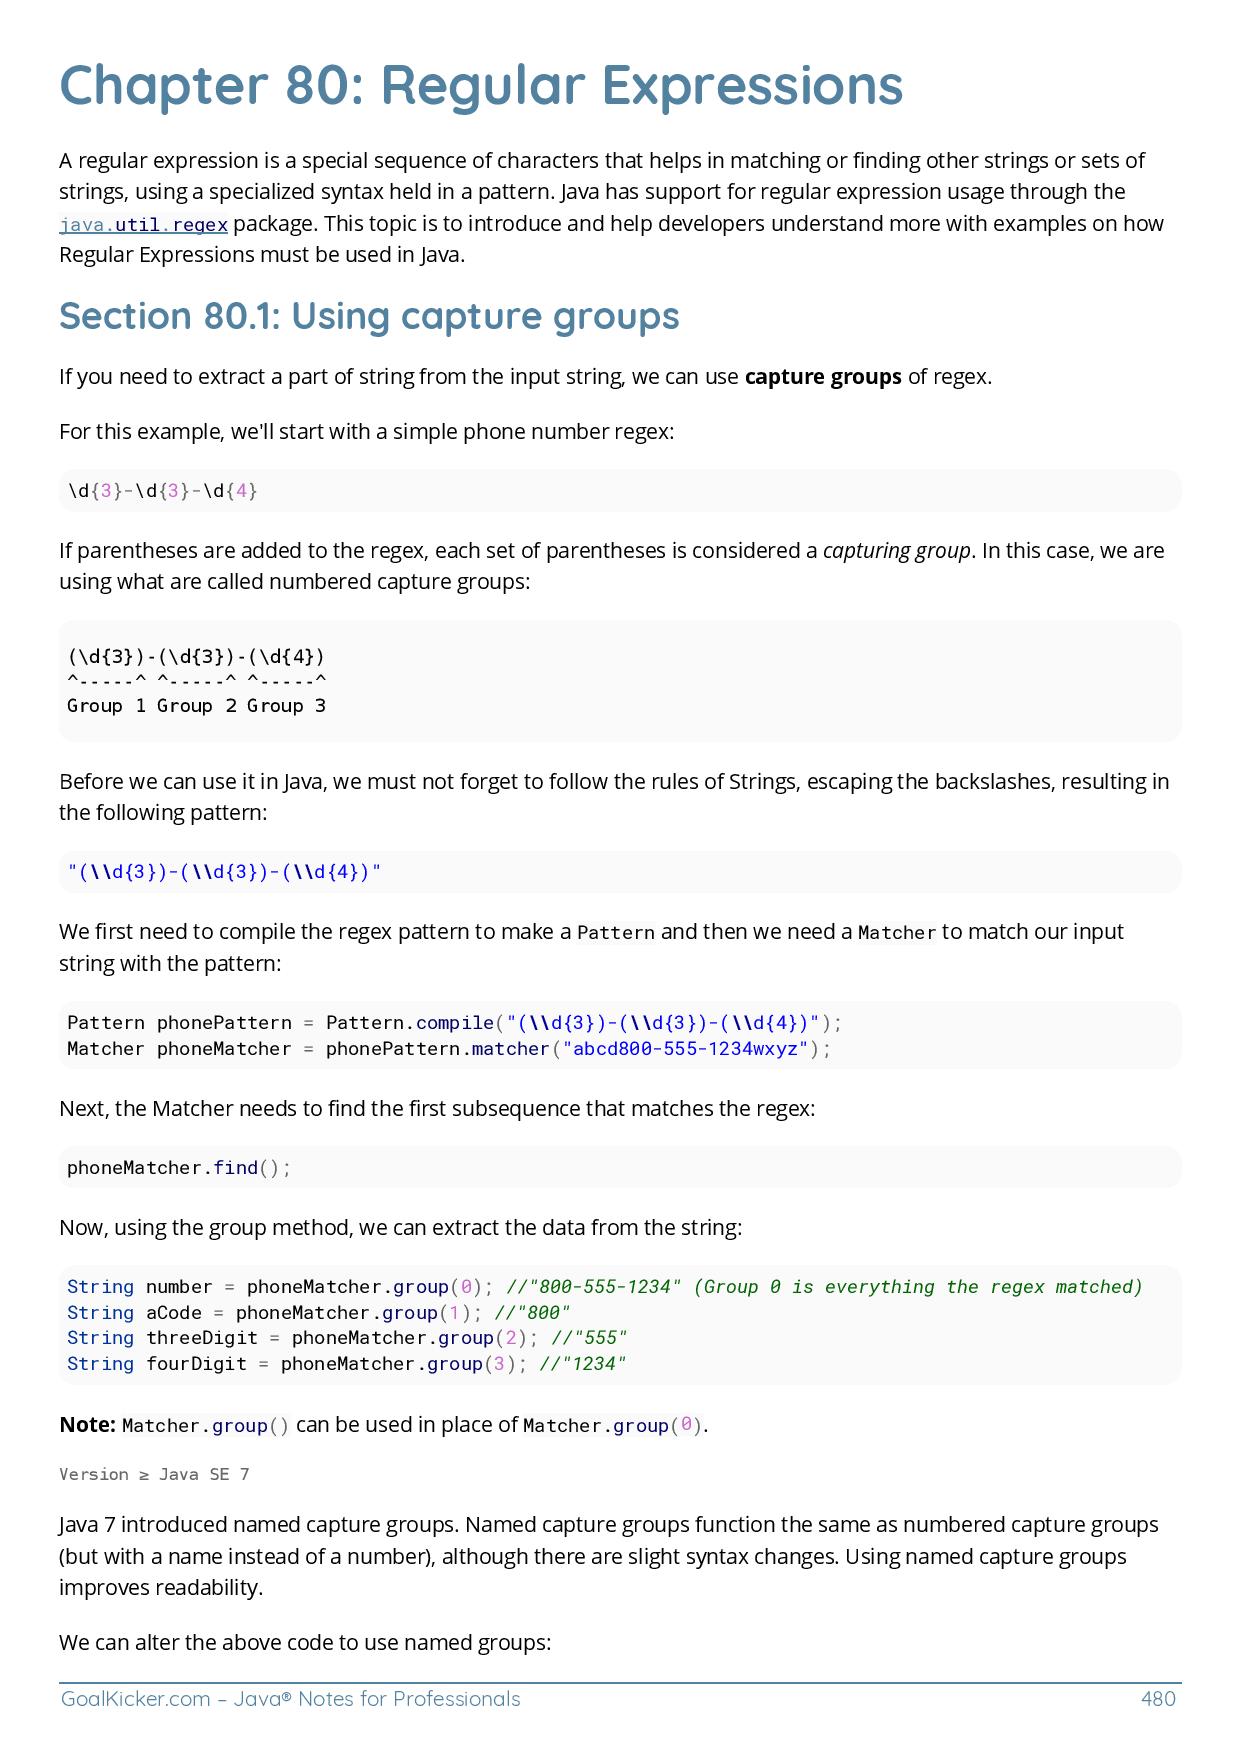 Chapter 80: Regular Expressions
A regular expression is a special sequence of characters that helps in matching or finding other strings or sets of
strings, using a specialized syntax held in a pattern. Java has support for regular expression usage through the
java.util.regex package. This topic is to introduce and help developers understand more with examples on how
Regular Expressions must be used in Java.
Section 80.1: Using capture groups
If you need to extract a part of string from the input string, we can use capture groups of regex.
For this example, we'll start with a simple phone number regex:
\d{3}-\d{3}-\d{4}
If parentheses are added to the regex, each set of parentheses is considered a capturing group. In this case, we are
using what are called numbered capture groups:
(\d{3})-(\d{3})-(\d{4})
^-----^ ^-----^ ^-----^
Group 1 Group 2 Group 3
Before we can use it in Java, we must not forget to follow the rules of Strings, escaping the backslashes, resulting in
the following pattern:
"(\\d{3})-(\\d{3})-(\\d{4})"
We first need to compile the regex pattern to make a Pattern and then we need a Matcher to match our input
string with the pattern:
Pattern phonePattern = Pattern.compile("(\\d{3})-(\\d{3})-(\\d{4})");
Matcher phoneMatcher = phonePattern.matcher("abcd800-555-1234wxyz");
Next, the Matcher needs to find the first subsequence that matches the regex:
phoneMatcher.find();
Now, using the group method, we can extract the data from the string:
String number = phoneMatcher.group(0); //"800-555-1234" (Group 0 is everything the regex matched)
String aCode = phoneMatcher.group(1); //"800"
String threeDigit = phoneMatcher.group(2); //"555"
String fourDigit = phoneMatcher.group(3); //"1234"
Note: Matcher.group() can be used in place of Matcher.group(0).
Version ≥ Java SE 7
Java 7 introduced named capture groups. Named capture groups function the same as numbered capture groups
(but with a name instead of a number), although there are slight syntax changes. Using named capture groups
improves readability.
We can alter the above code to use named groups:
GoalKicker.com – Java® Notes for Professionals 480